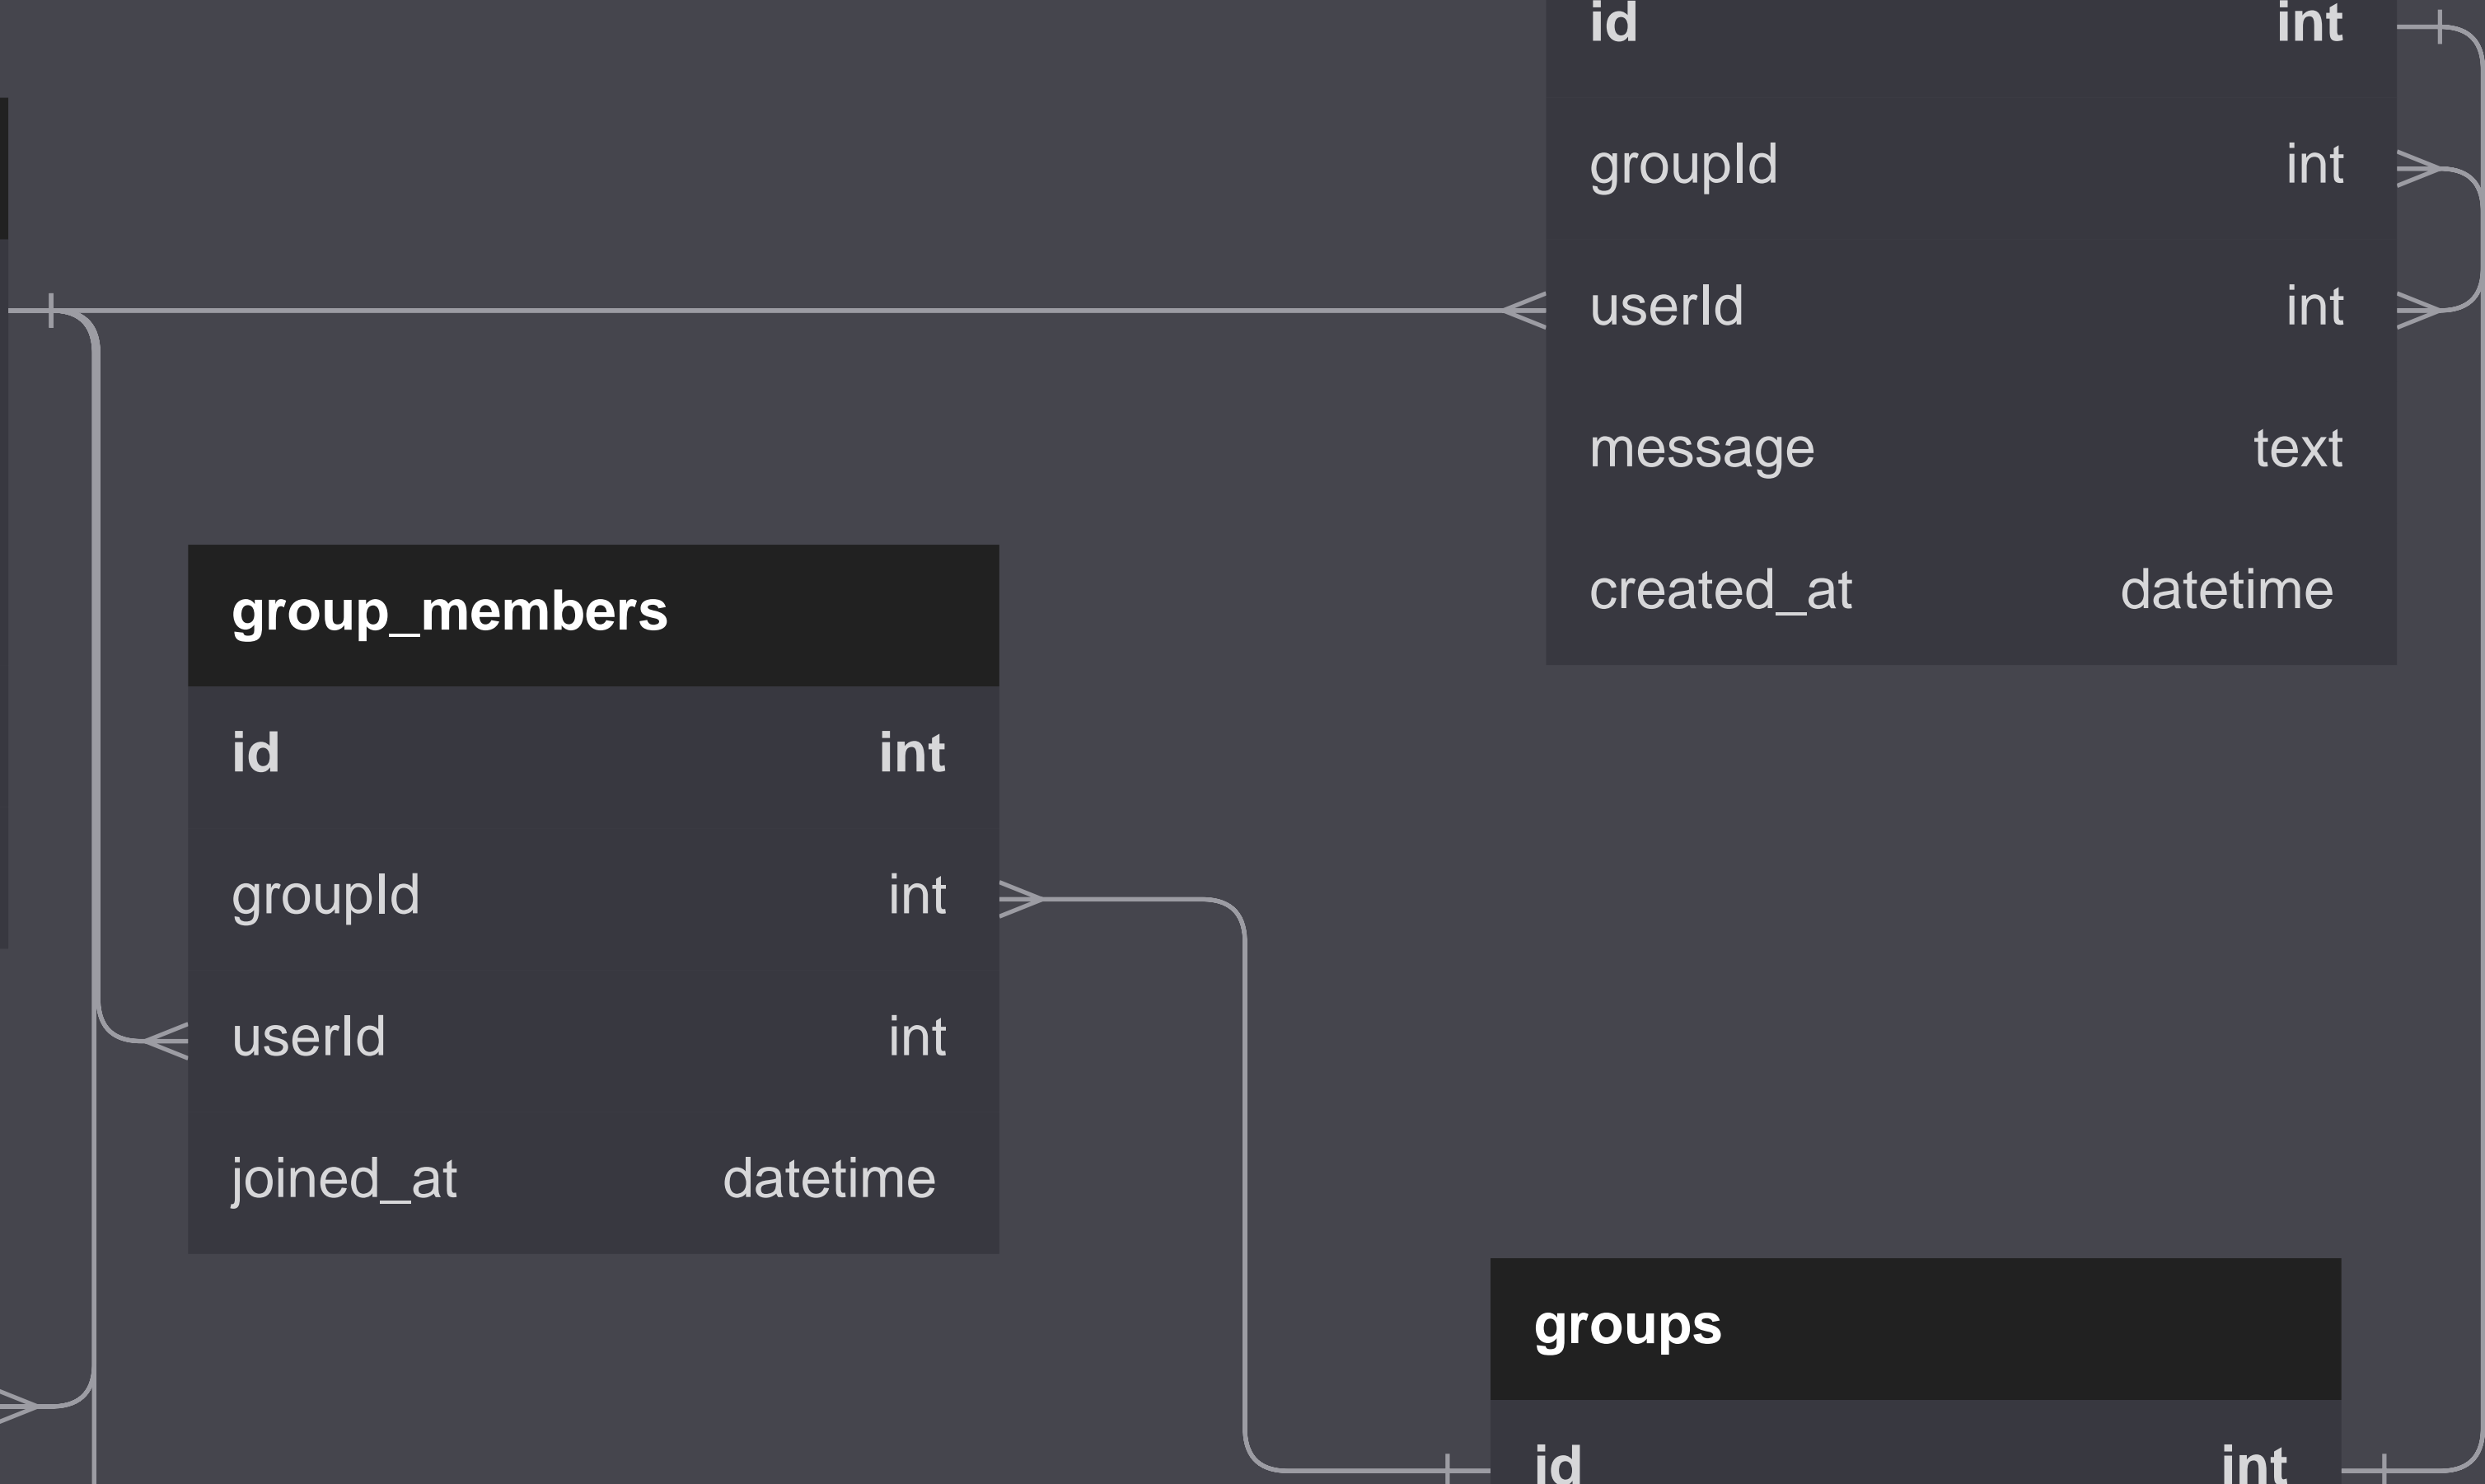 id int
groupId int
userId int
message text
created_at datetime
group_members
id int
groupId int
userId int
joined_at datetime
groups
id int